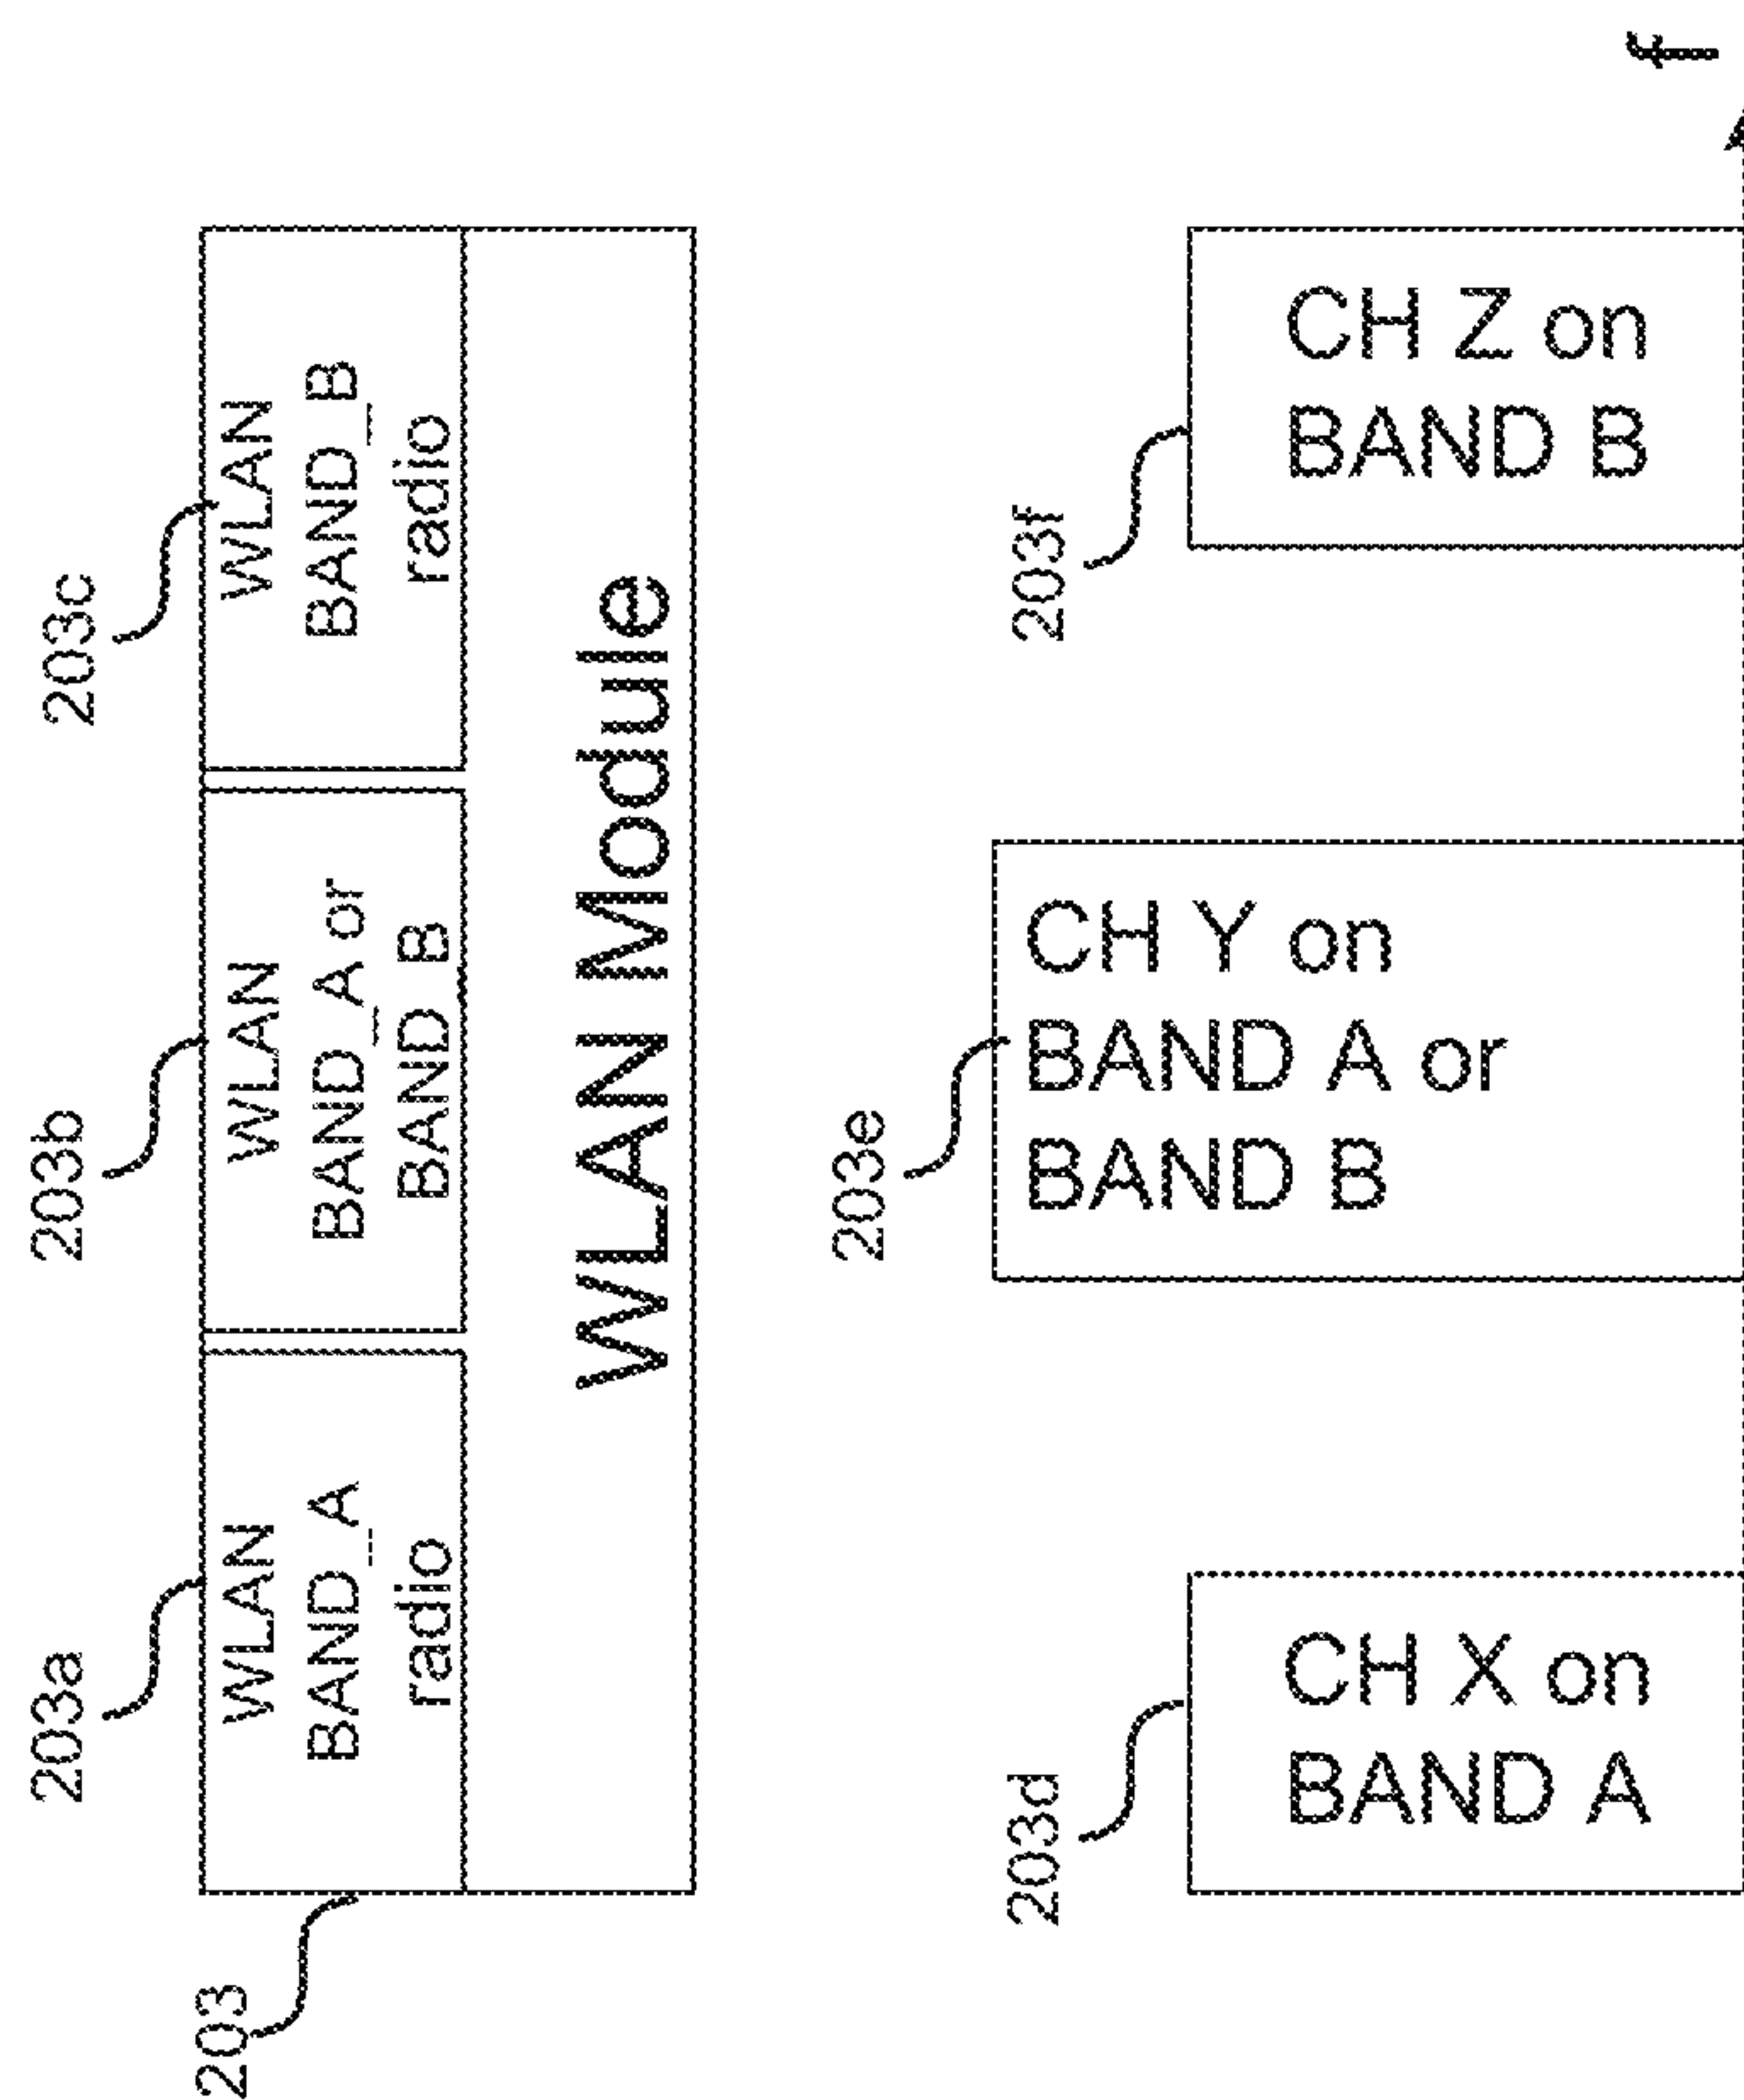 203
203a
203b
203c
WLAN
BAND_A
radio
WLAN
BAND_A or
BAND_B
WLAN
BAND_B
radio
WLAN Module
203d
203e
203f
CH X on
BAND A
CH Y on
BAND A or
BAND B
CH Z on
BAND B
f